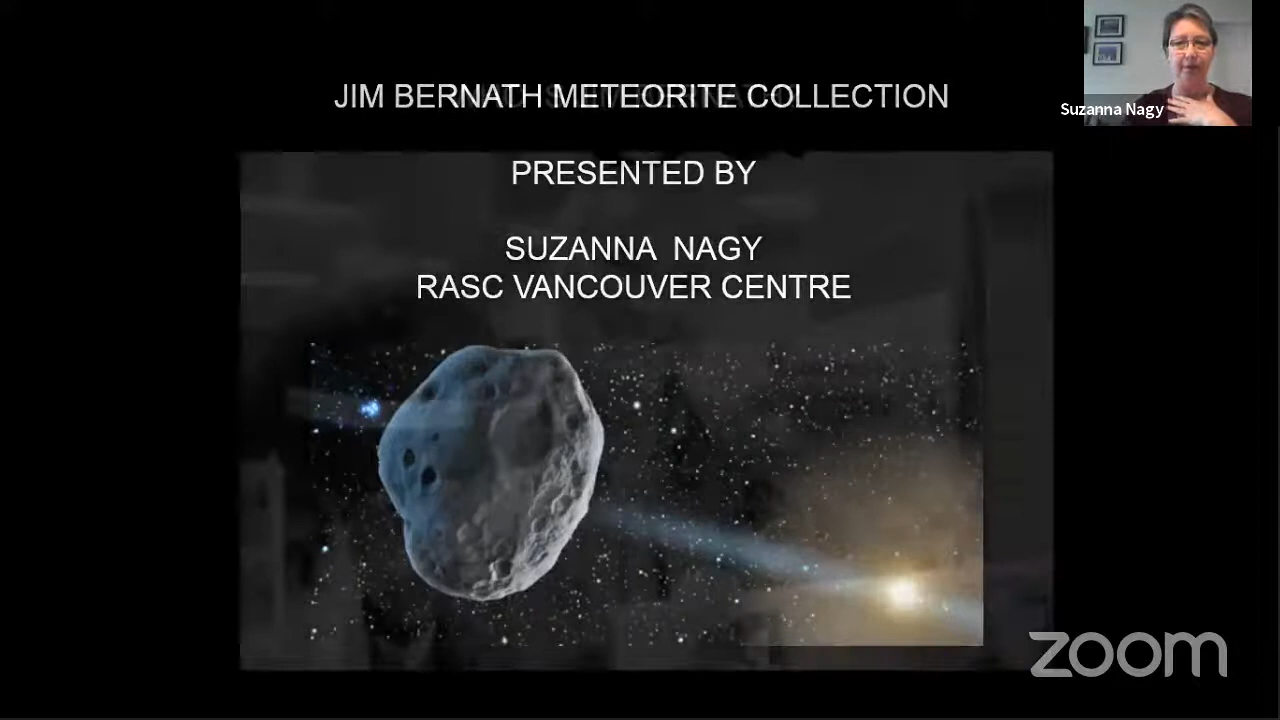 JIM BERNATH METEORITE COLLECTION
PRESENTED BY
SUZANNA NAGY
RASC VANCOUVER CENTRE
Suzanna Nagy
zoom